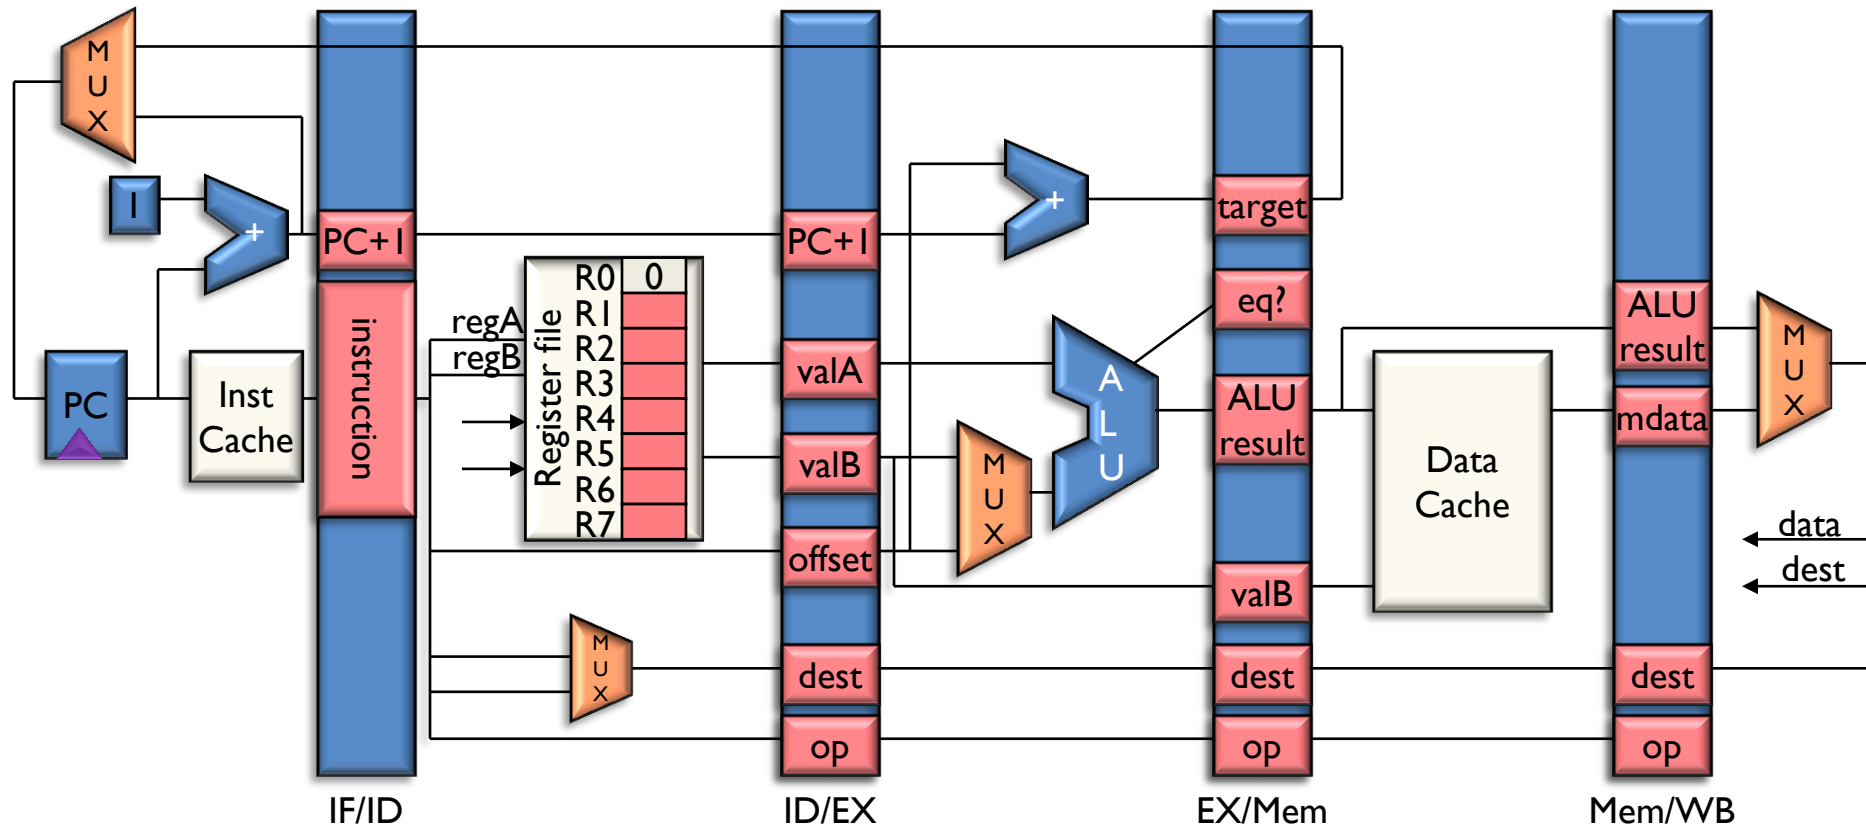 M
U
X
1
+
PC+1
PC
Inst
Cache
instruction
IF/ID
regA
regB
Register file
R0 0
R1
R2
R3
R4
R5
R6
R7
M
U
X
PC+1
valA
valB
offset
dest
op
ID/EX
+
M
U
X
A
L
U
target
eq?
ALU
result
valB
dest
op
EX/Mem
Data
Cache
ALU
result
mdata
dest
op
Mem/WB
M
U
X
data
dest